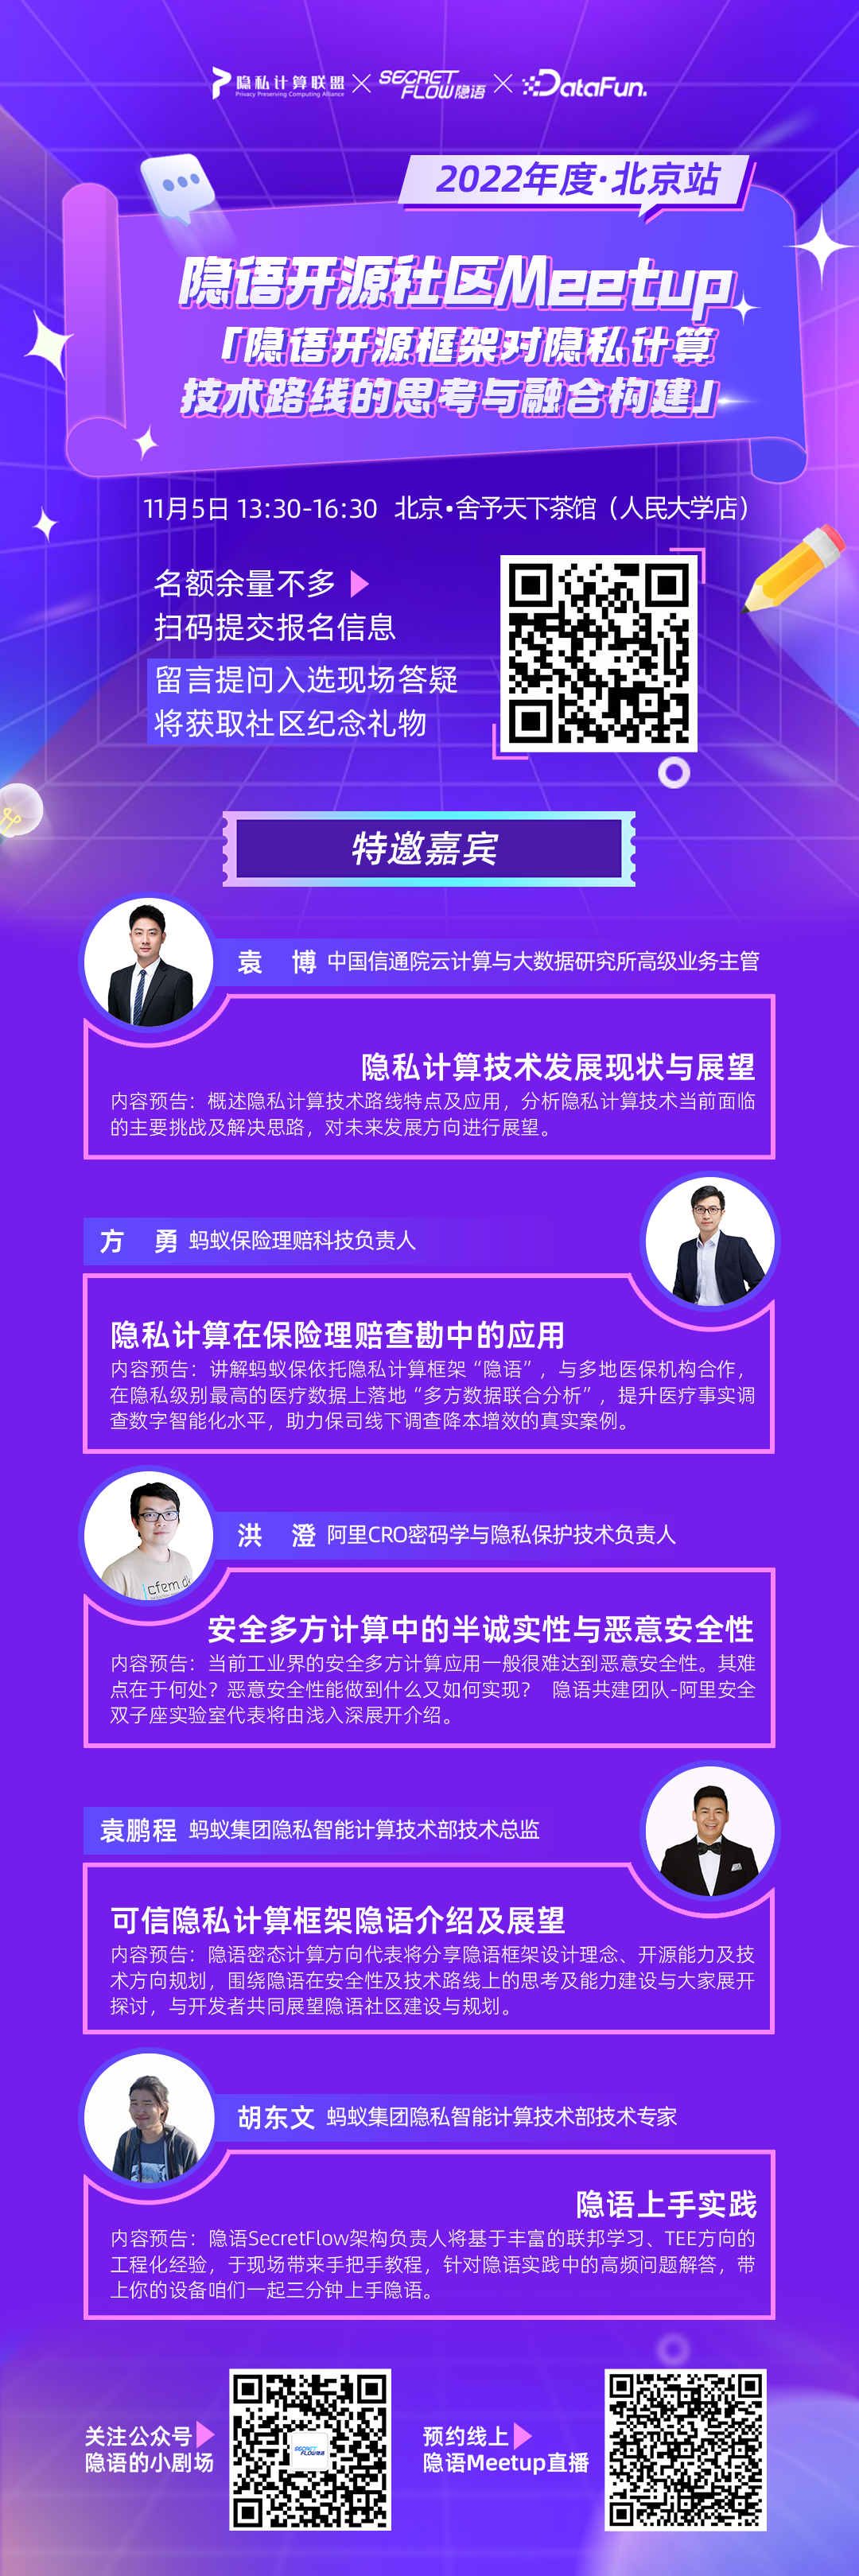 隐私计算联盟
Privacy Preserving Computing Alliance
SECRET
FLOW隐语
DataFun.
2022年度·北京站
隐语开源社区Meetup
「隐语开源框架对隐私计算
技术路线的思考与融合构建」
11月5日 13:30-16:30 北京•舍予天下茶馆（人民大学店）
名额余量不多
扫码提交报名信息
留言提问入选现场答疑
将获取社区纪念礼物
特邀嘉宾
袁 博 中国信通院云计算与大数据研究所高级业务主管
隐私计算技术发展现状与展望
内容预告：概述隐私计算技术路线特点及应用，分析隐私计算技术当前面临
的主要挑战及解决思路，对未来发展方向进行展望。
方 勇 蚂蚁保险理赔科技负责人
隐私计算在保险理赔查勘中的应用
内容预告：讲解蚂蚁保依托隐私计算框架“隐语”，与多地医保机构合作，
在隐私级别最高的医疗数据上落地“多方数据联合分析”，提升医疗事实调
查数字智能化水平，助力保司线下调查降本增效的真实案例。
cfem.d
洪 澄 阿里CRO密码学与隐私保护技术负责人
安全多方计算中的半诚实性与恶意安全性
内容预告：当前工业界的安全多方计算应用一般很难达到恶意安全性。其难
点在于何处？恶意安全性能做到什么又如何实现？ 隐语共建团队-阿里安全
双子座实验室代表将由浅入深展开介绍。
袁鹏程 蚂蚁集团隐私智能计算技术部技术总监
可信隐私计算框架隐语介绍及展望
内容预告：隐语密态计算方向代表将分享隐语框架设计理念、开源能力及技
术方向规划，围绕隐语在安全性及技术路线上的思考及能力建设与大家展开
探讨，与开发者共同展望隐语社区建设与规划。
胡东文 蚂蚁集团隐私智能计算技术部技术专家
隐语上手实践
内容预告：隐语SecretFlow架构负责人将基于丰富的联邦学习、TEE方向的
工程化经验，于现场带来手把手教程，针对隐语实践中的高频问题解答，带
上你的设备咱们一起三分钟上手隐语。
关注公众号
隐语的小剧场
SECRET
FLOW隐语
预约线上
隐语Meetup直播